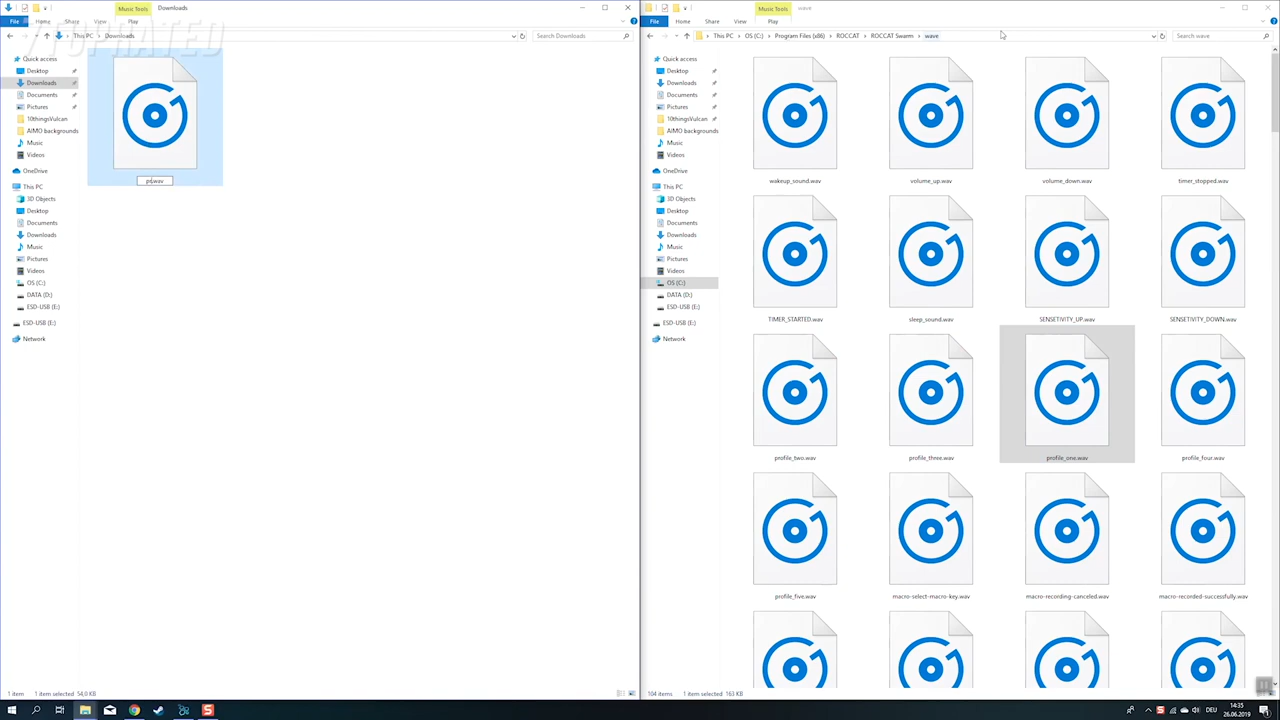 Music Tools
Downloads
File
Home
Share
View
Play
This PC > Downloads
Search Downloads
Quick access
Desktop
Downloads
Documents
Pictures
10thingsVulcan
AIMO backgrounds
Music
Videos
OneDrive
This PC
3D Objects
Desktop
Documents
Downloads
Music
Pictures
Videos
OS (C:)
DATA (D:)
ESD-USB (E:)
ESD-USB (E:)
Network
1 item
1 item selected 54,0 KB
7TOPRATED
Music Tools
wave
File
Home
Share
View
Play
This PC > OS (C:) > Program Files (x86) > ROCCAT > ROCCAT Swarm > wave
Search wave
Quick access
Desktop
Downloads
Documents
Pictures
10thingsVulcan
AIMO backgrounds
Music
Videos
OneDrive
This PC
3D Objects
Desktop
Documents
Downloads
Music
Pictures
Videos
OS (C:)
DATA (D:)
ESD-USB (E:)
ESD-USB (E:)
Network
wakeup_sound.wav
volume_up.wav
volume_down.wav
timer_stopped.wav
TIMER_STARTED.wav
sleep_sound.wav
SENSETIVITY_UP.wav
SENSETIVITY_DOWN.wav
profile_two.wav
profile_three.wav
profile_one.wav
profile_four.wav
profile_five.wav
macro-select-macro-key.wav
macro-recording-canceled.wav
macro-recorded-successfully.wav
104 items
1 item selected 163 KB
DEU
14:35
26.06.2019